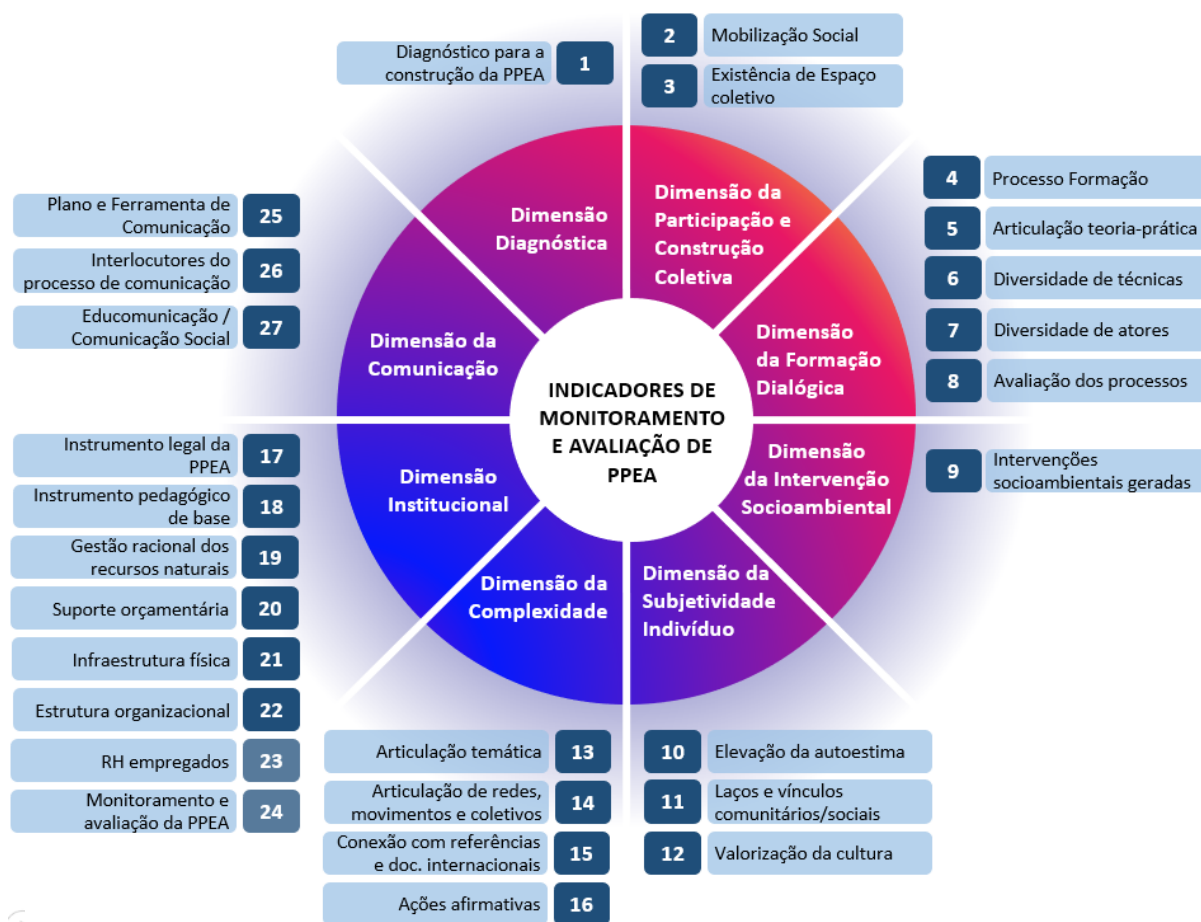 INDICADORES DE
MONITORAMENTO
E AVALIAÇÃO DE
PPEA
Dimensão
Diagnóstica
1
Diagnóstico para a
construção da PPEA
Dimensão da
Participação e
Construção
Coletiva
2
Mobilização Social
3
Existência de Espaço
coletivo
Dimensão
da Formação
Dialógica
4
Processo Formação
5
Articulação teoria-prática
6
Diversidade de técnicas
7
Diversidade de atores
8
Avaliação dos processos
Dimensão
da Intervenção
Socioambiental
9
Intervenções
socioambientais geradas
Dimensão da
Subjetividade
Indivíduo
10
Elevação da autoestima
11
Laços e vínculos
comunitários/sociais
12
Valorização da cultura
Dimensão da
Complexidade
Articulação temática
13
Articulação de redes,
movimentos e coletivos
14
Conexão com referências
e doc. internacionais
15
Ações afirmativas
16
Dimensão
Institucional
Instrumento legal da
PPEA
17
Instrumento pedagógico
de base
18
Gestão racional dos
recursos naturais
19
Suporte orçamentária
20
Infraestrutura física
21
Estrutura organizacional
22
RH empregados
23
Monitoramento e
avaliação da PPEA
24
Dimensão da
Comunicação
Plano e Ferramenta de
Comunicação
25
Interlocutores do
processo de comunicação
26
Educomunicação /
Comunicação Social
27